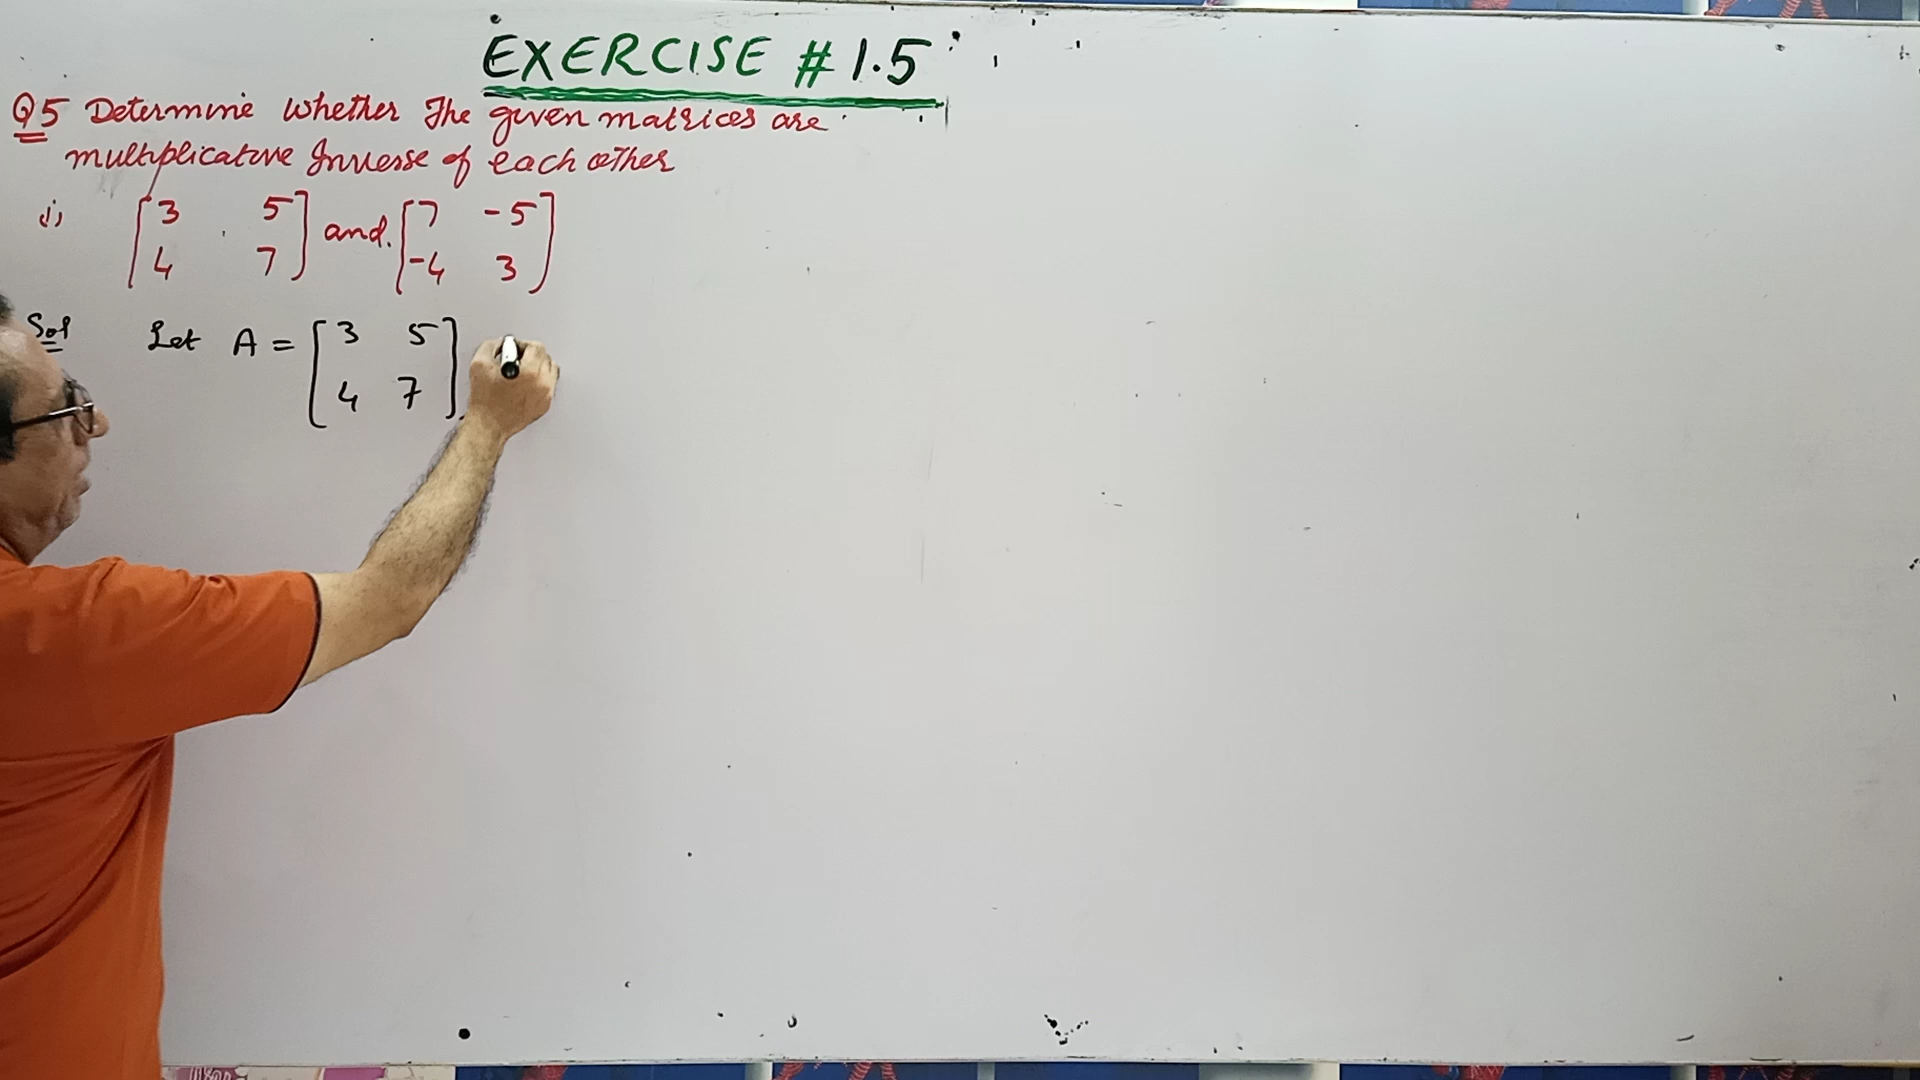 EXERCISE # 1.5
Q5 Determine whether the given matrices are
multiplicative Inverse of each other
i, [3 5] and. [7 -5]
[4 7] [-4 3]
Sol Let A = [3 5]
[4 7]